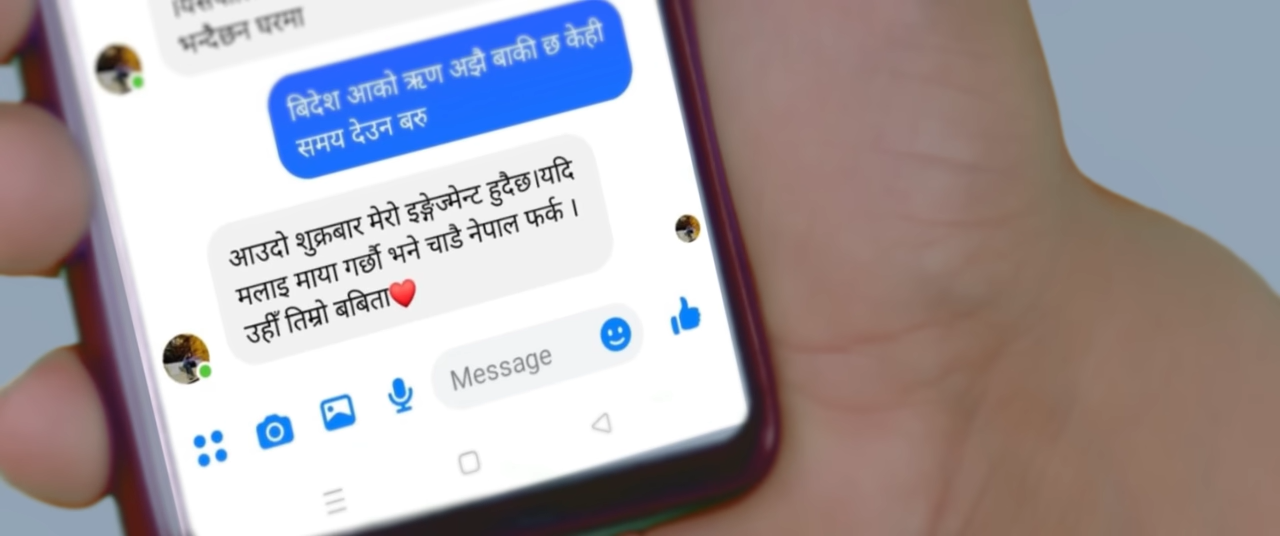 भन्दैछन घरमा
बिदेश आको ऋण अझै बाकी छ केही
समय देउन बरु
आउदो शुक्रबार मेरो इङ्गेज्मेन्ट हुदैछ।यदि
मलाइ माया गर्छौ भने चाडै नेपाल फर्क ।
उहीँ तिम्रो बबिता❤️
Message